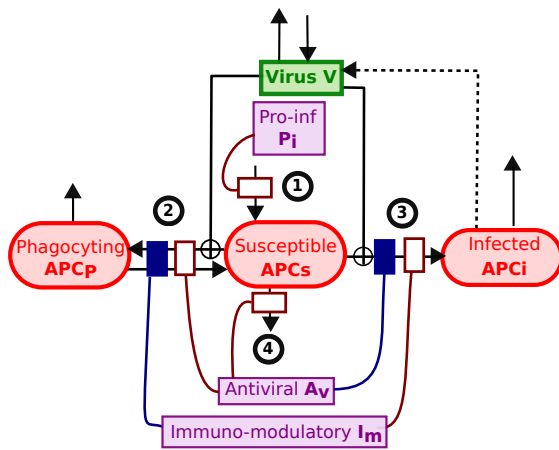 Virus V
Pro-inf
Pi
1
2
3
Phagocyting
APCP
Susceptible
APCs
Infected
APCi
4
Antiviral Av
Immuno-modulatory Im